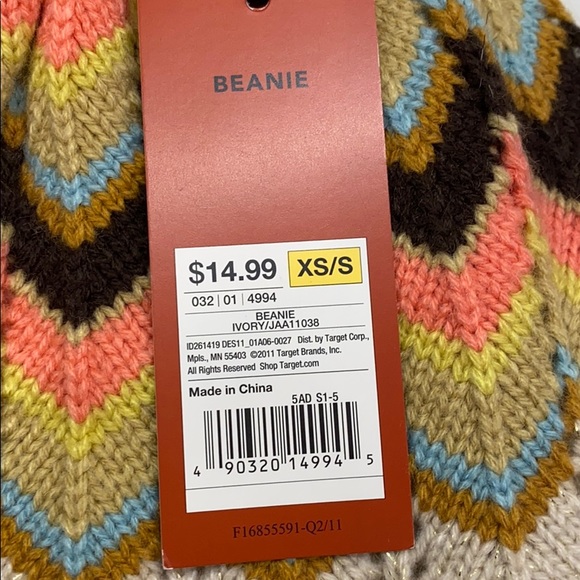 BEANIE
$14.99 XS/S
032 | 01 | 4994
BEANIE
IVORY/JAA11038
ID261419 DES11_01A06-0027 Dist. by Target Corp.,
Mpls., MN 55403 ©2011 Target Brands, Inc.
All Rights Reserved Shop Target.com
Made in China
5AD S1-5
4 90320 14994 5
F16855591-Q2/11